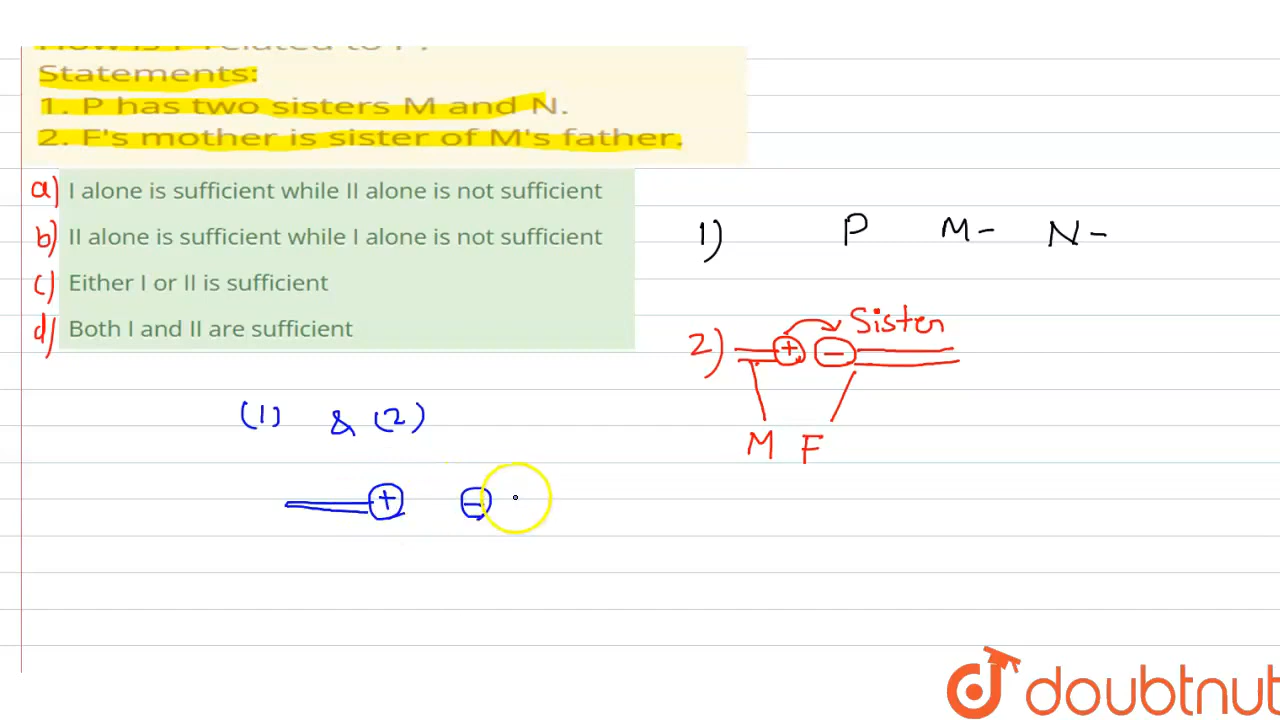 related to
Statements:
1. P has two sisters M and N.
2. F's mother is sister of M's father.
a) I alone is sufficient while II alone is not sufficient
b) II alone is sufficient while I alone is not sufficient
c) Either I or II is sufficient
d) Both I and II are sufficient
1) P M - N -
2) + - Sister
M F
(1) & (2)
+ -
doubtnut